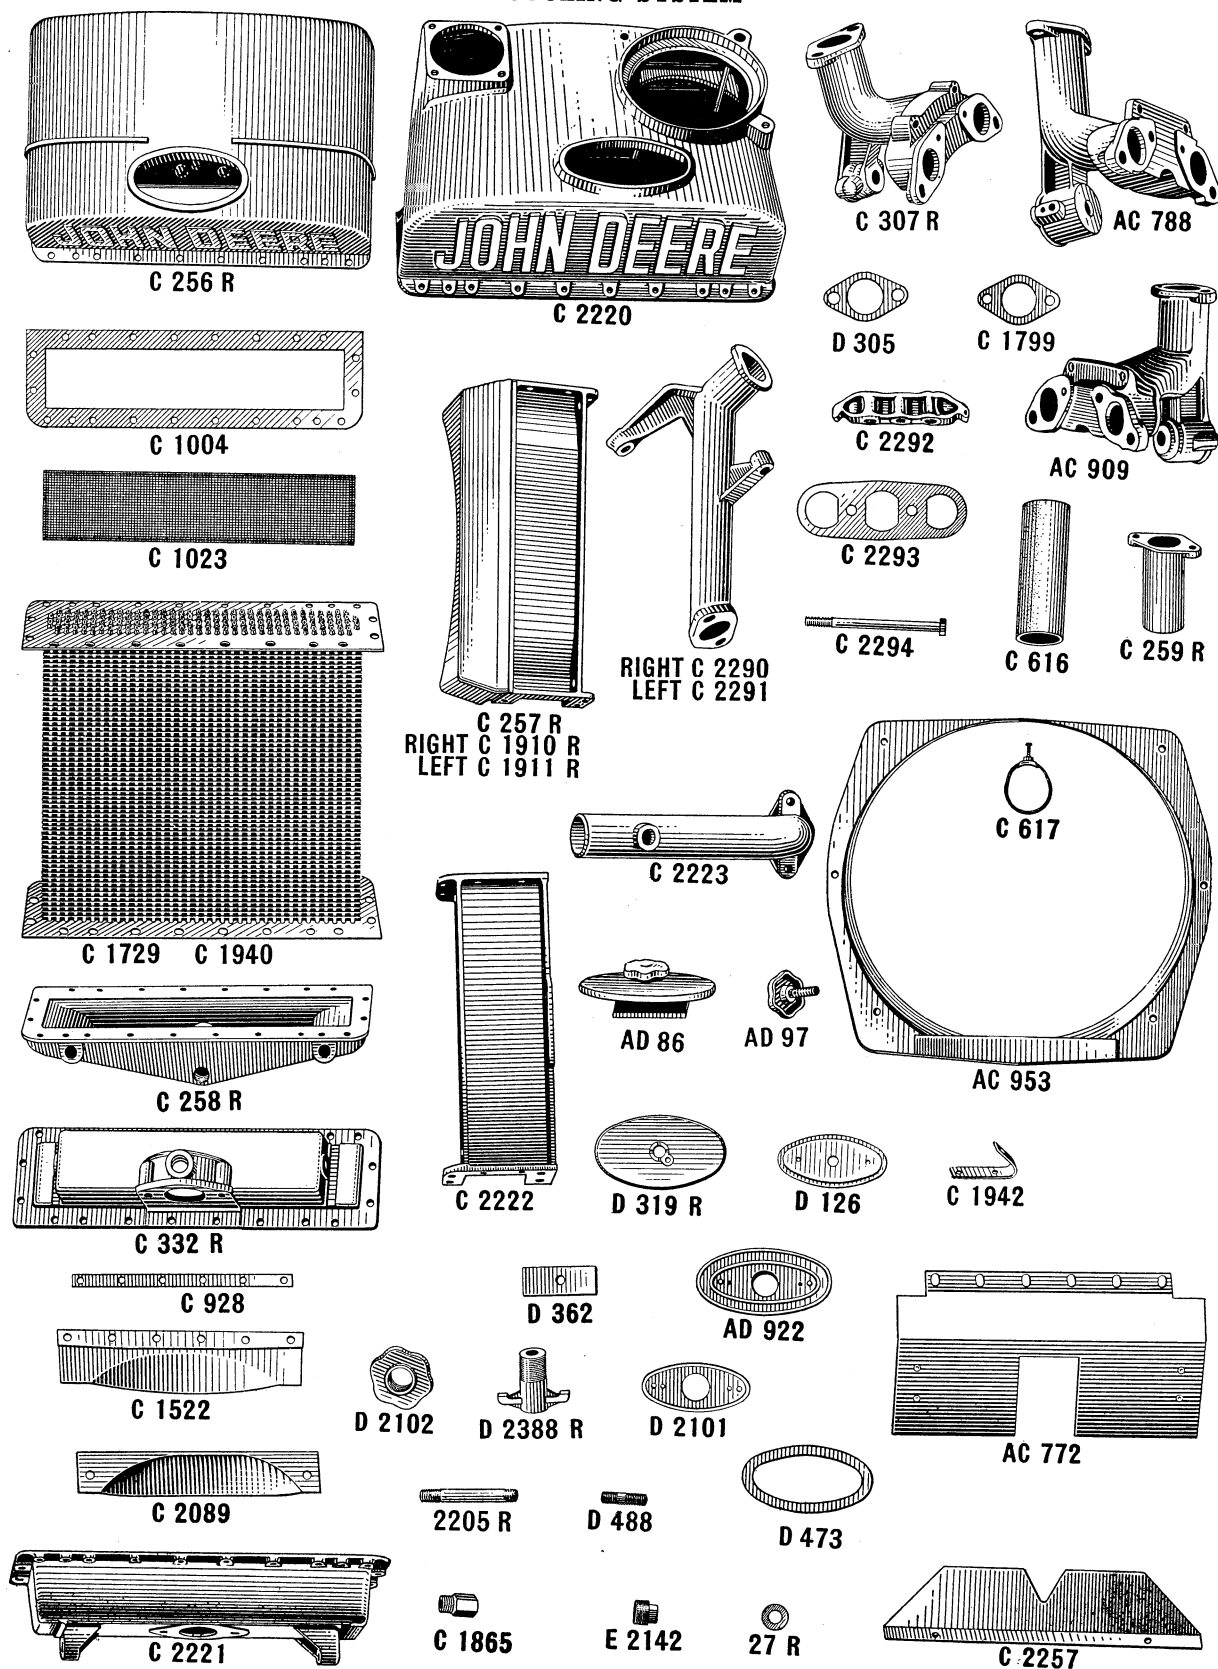 SYSTEM
JOHN DEERE
C 256 R
JOHN DEERE
C 2220
C 307 R
AC 788
D 305
C 1799
C 1004
C 2292
AC 909
C 1023
C 2293
C 2294
C 616
C 259 R
RIGHT C 2290
LEFT C 2291
C 257 R
RIGHT C 1910 R
LEFT C 1911 R
C 617
C 2223
C 1729 C 1940
AD 86
AD 97
AC 953
C 258 R
C 2222
D 319 R
D 126
C 1942
C 332 R
C 928
D 362
AD 922
C 1522
D 2102
D 2388 R
D 2101
AC 772
C 2089
2205 R
D 488
D 473
C 2221
C 1865
E 2142
27 R
C 2257